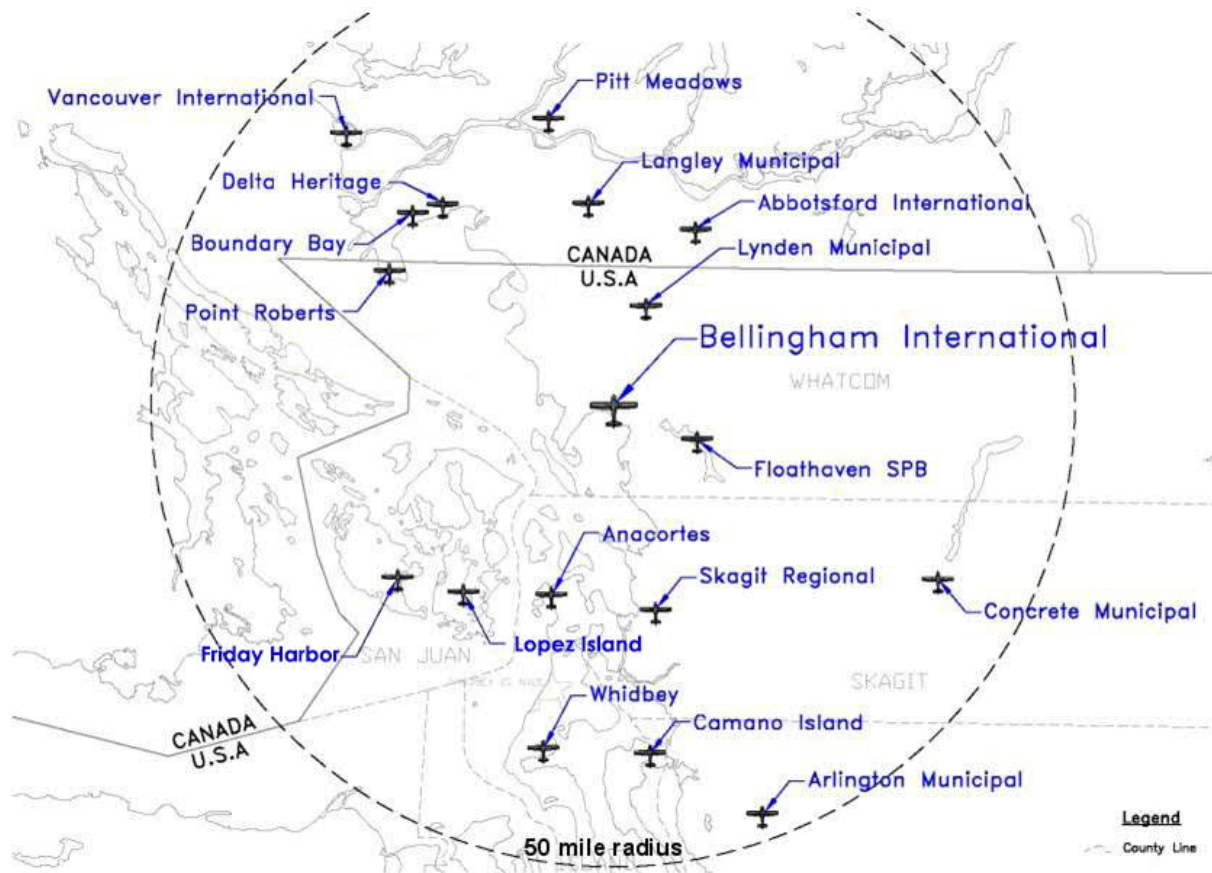 Pitt Meadows
Vancouver International
Langley Municipal
Delta Heritage
Abbotsford International
Boundary Bay
Lynden Municipal
CANADA
U.S.A
Point Roberts
Bellingham International
WHATCOM
Floathaven SPB
Anacortes
Skagit Regional
Concrete Municipal
Friday Harbor
SAN JUAN
Lopez Island
SKAGIT
Whidbey
Camano Island
CANADA
U.S.A
Arlington Municipal
Legend
County Line
50 mile radius